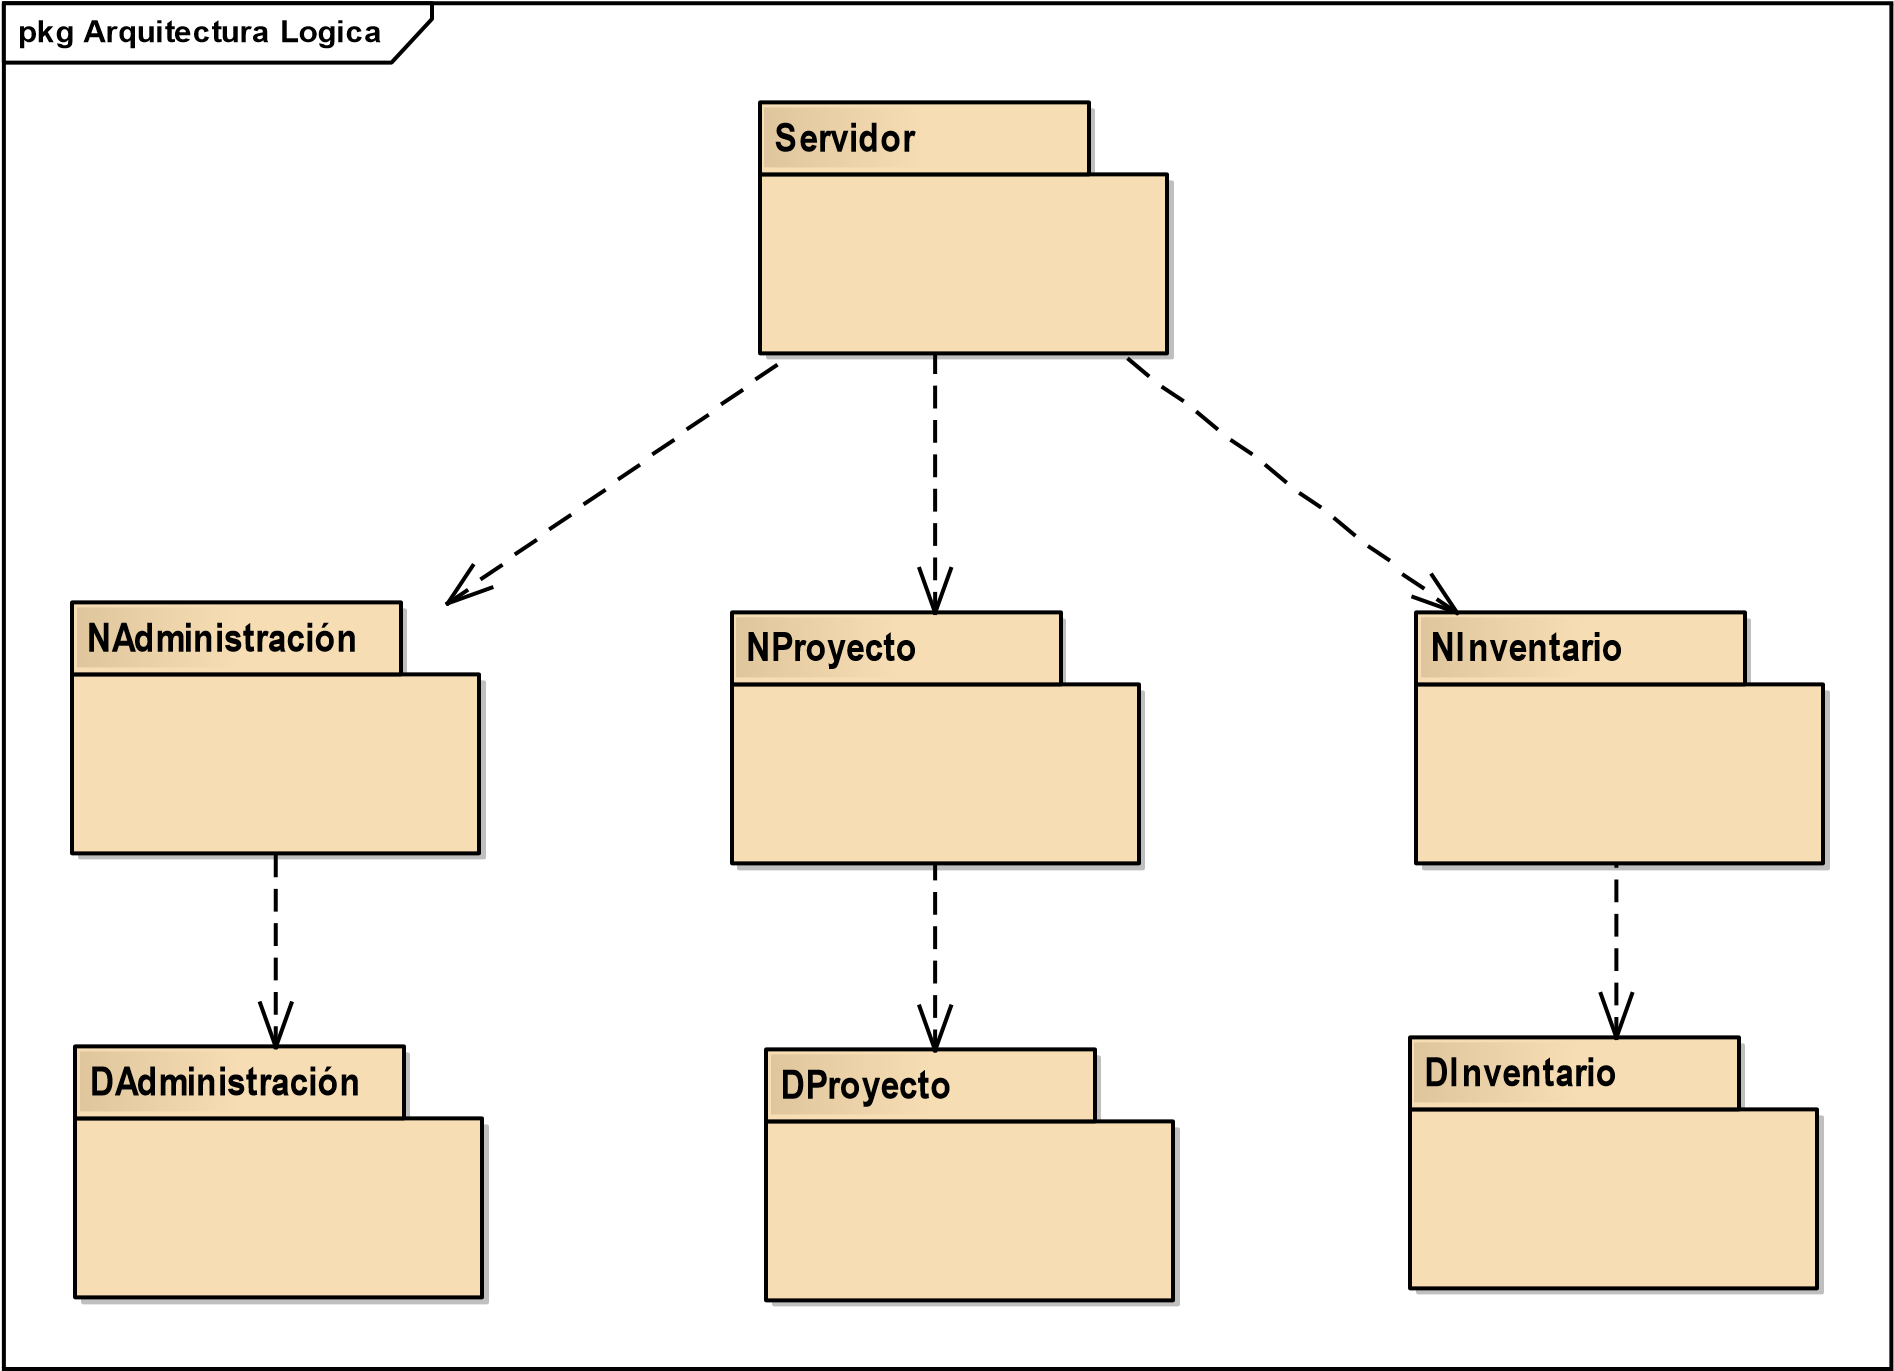 pkg Arquitectura Logica
Servidor
NAdministración
NProyecto
NInventario
DAdministración
DProyecto
DInventario